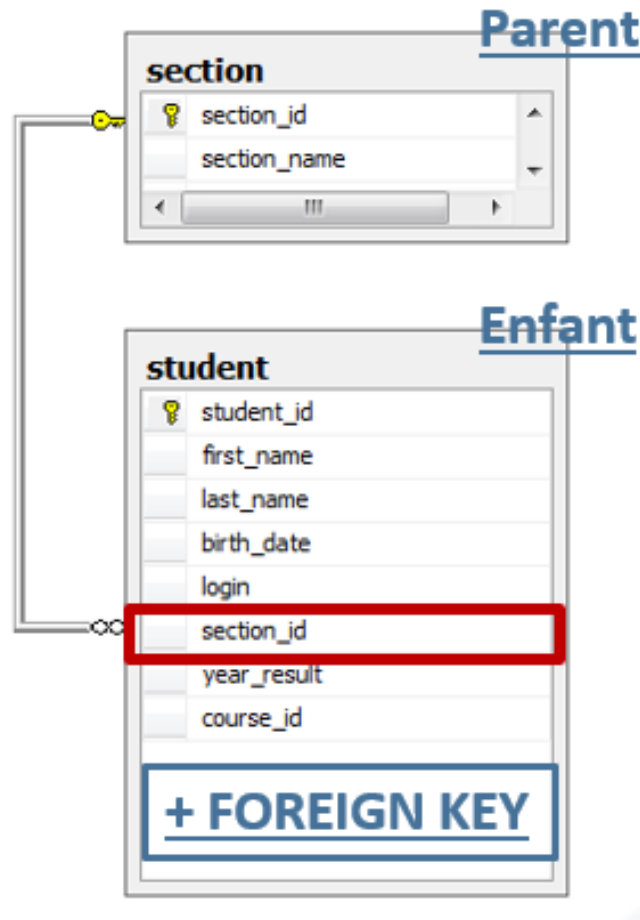 Parent
section
section_id
section_name
Enfant
student
student_id
first_name
last_name
birth_date
login
section_id
year_result
course_id
+ FOREIGN KEY